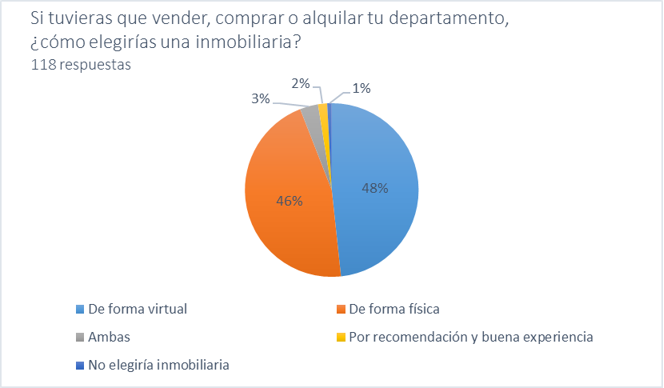 Si tuvieras que vender, comprar o alquilar tu departamento,
¿cómo elegirías una inmobiliaria?
118 respuestas
2%
1%
3%
48%
46%
De forma virtual
De forma física
Ambas
Por recomendación y buena experiencia
No elegiría inmobiliaria